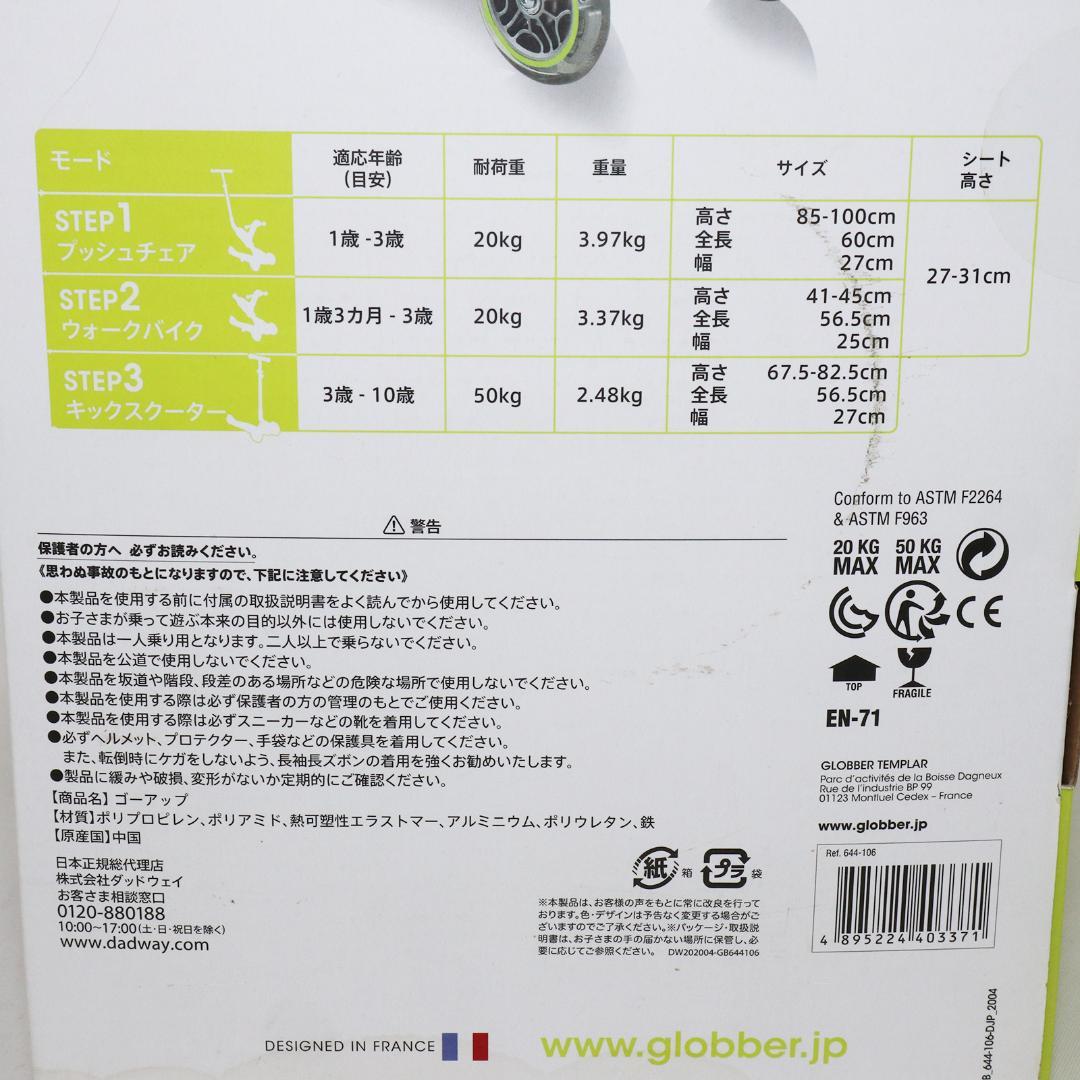 モード 適応年齢(目安) 耐荷重 重量 サイズ シート高さ
STEP1 プッシュチェア 1歳 -3歳 20kg 3.97kg 高さ 85-100cm
全長 60cm
幅 27cm
27-31cm
STEP2 ウォークバイク 1歳3カ月 - 3歳 20kg 3.37kg 高さ 41-45cm
全長 56.5cm
幅 25cm
STEP3 キックスクーター 3歳 - 10歳 50kg 2.48kg 高さ 67.5-82.5cm
全長 56.5cm
幅 27cm
警告
保護者の方へ 必ずお読みください。
《思わぬ事故のもとになりますので、下記に注意してください》
●本製品を使用する前に付属の取扱説明書をよく読んでから使用してください。
●お子さまが乗って遊ぶ本来の目的以外には使用しないでください。
●本製品は一人乗り用となります。二人以上で乗らないでください。
●本製品を公道で使用しないでください。
●本製品を坂道や階段、段差のある場所などの危険な場所で使用しないでください。
●本製品を使用する際は必ず保護者の方の管理のもとでご使用ください。
●本製品を使用する際は必ずスニーカーなどの靴を着用してください。
●必ずヘルメット、プロテクター、手袋などの保護具を着用してください。
また、転倒時にケガをしないよう、長袖長ズボンの着用を強くお勧めいたします。
●製品に緩みや破損、変形がないか定期的にご確認ください。
【商品名】ゴーアップ
【材質】ポリプロピレン、ポリアミド、熱可塑性エラストマー、アルミニウム、ポリウレタン、鉄
【原産国】中国
日本正規総代理店
株式会社ダッドウェイ
お客さま相談窓口
0120-880188
10:00~17:00(土・日・祝日を除く)
www.dadway.com
紙 箱 プラ 袋
※本製品は、お客様の声をもとに常に改良を行って
おります。色・デザインは予告なく変更する場合がご
ざいますのでご了承ください。※パッケージ・取扱説
明書は、お子さまの手の届かない場所に保管し、必
要に応じてご参照ください。 DW202004-GB644106
Conform to ASTM F2264
& ASTM F963
20 KG 50 KG
MAX MAX
CE
TOP
FRAGILE
EN-71
GLOBBER TEMPLAR
Parc d'activités de la Boisse Dagneux
Rue de l'industrie BP 99
01123 Montluel Cedex – France
www.globber.jp
Ref. 644-106
4 895224 403371
DESIGNED IN FRANCE
www.globber.jp
B_644-106-DJP_2004